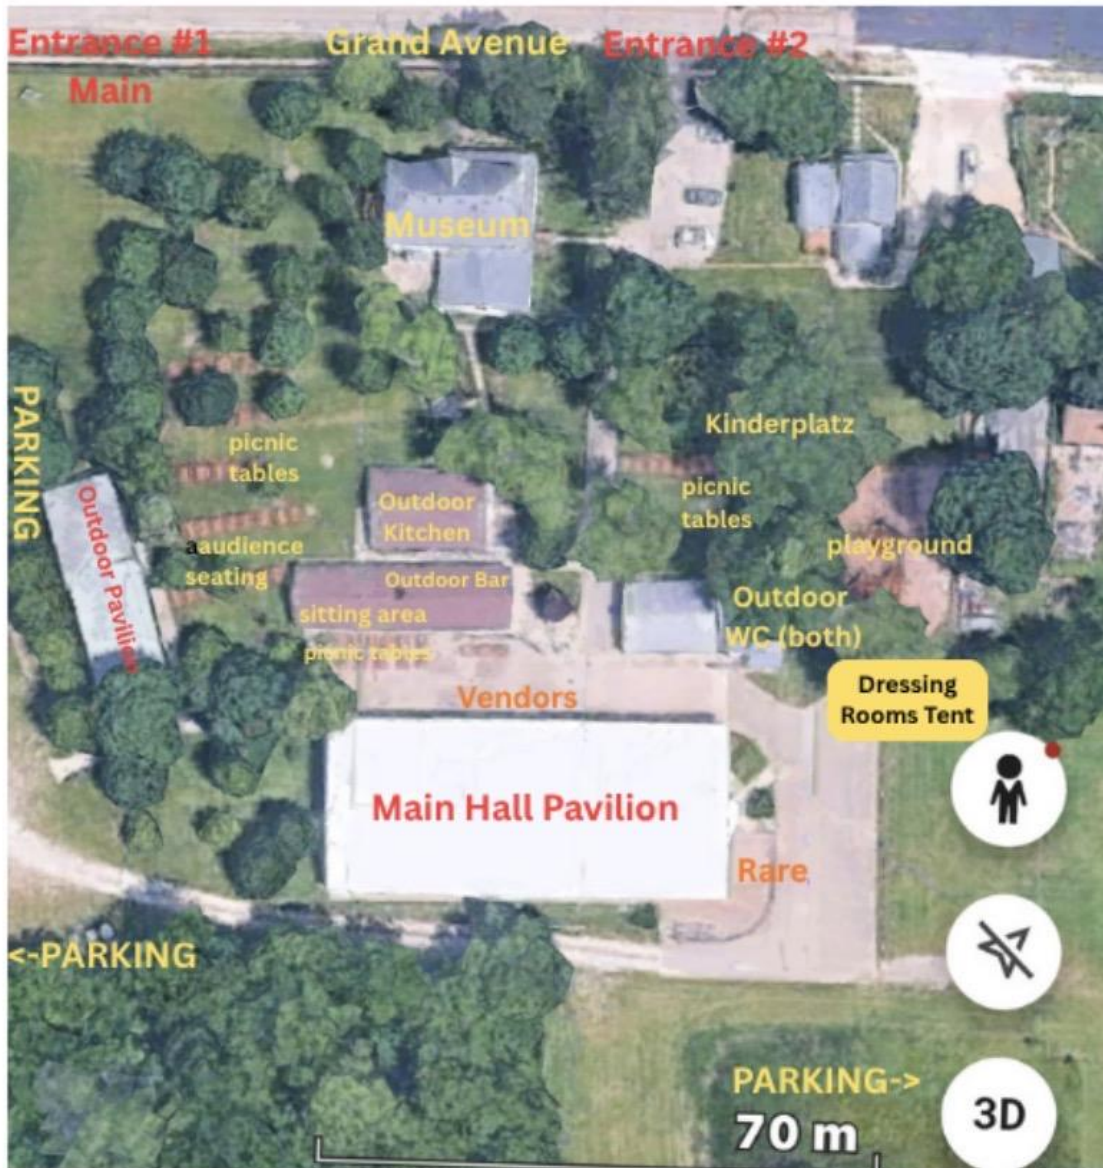 Entrance #1
Main
Grand Avenue
Entrance #2
Museum
PARKING
picnic
tables
Kinderplatz
picnic
tables
Outdoor Pavilion
Outdoor
Kitchen
aaudience
seating
playground
Outdoor Bar
sitting area
picnic tables
Outdoor
WC (both)
Dressing
Rooms Tent
Vendors
Main Hall Pavilion
Rare
<-PARKING
PARKING->
70 m
3D